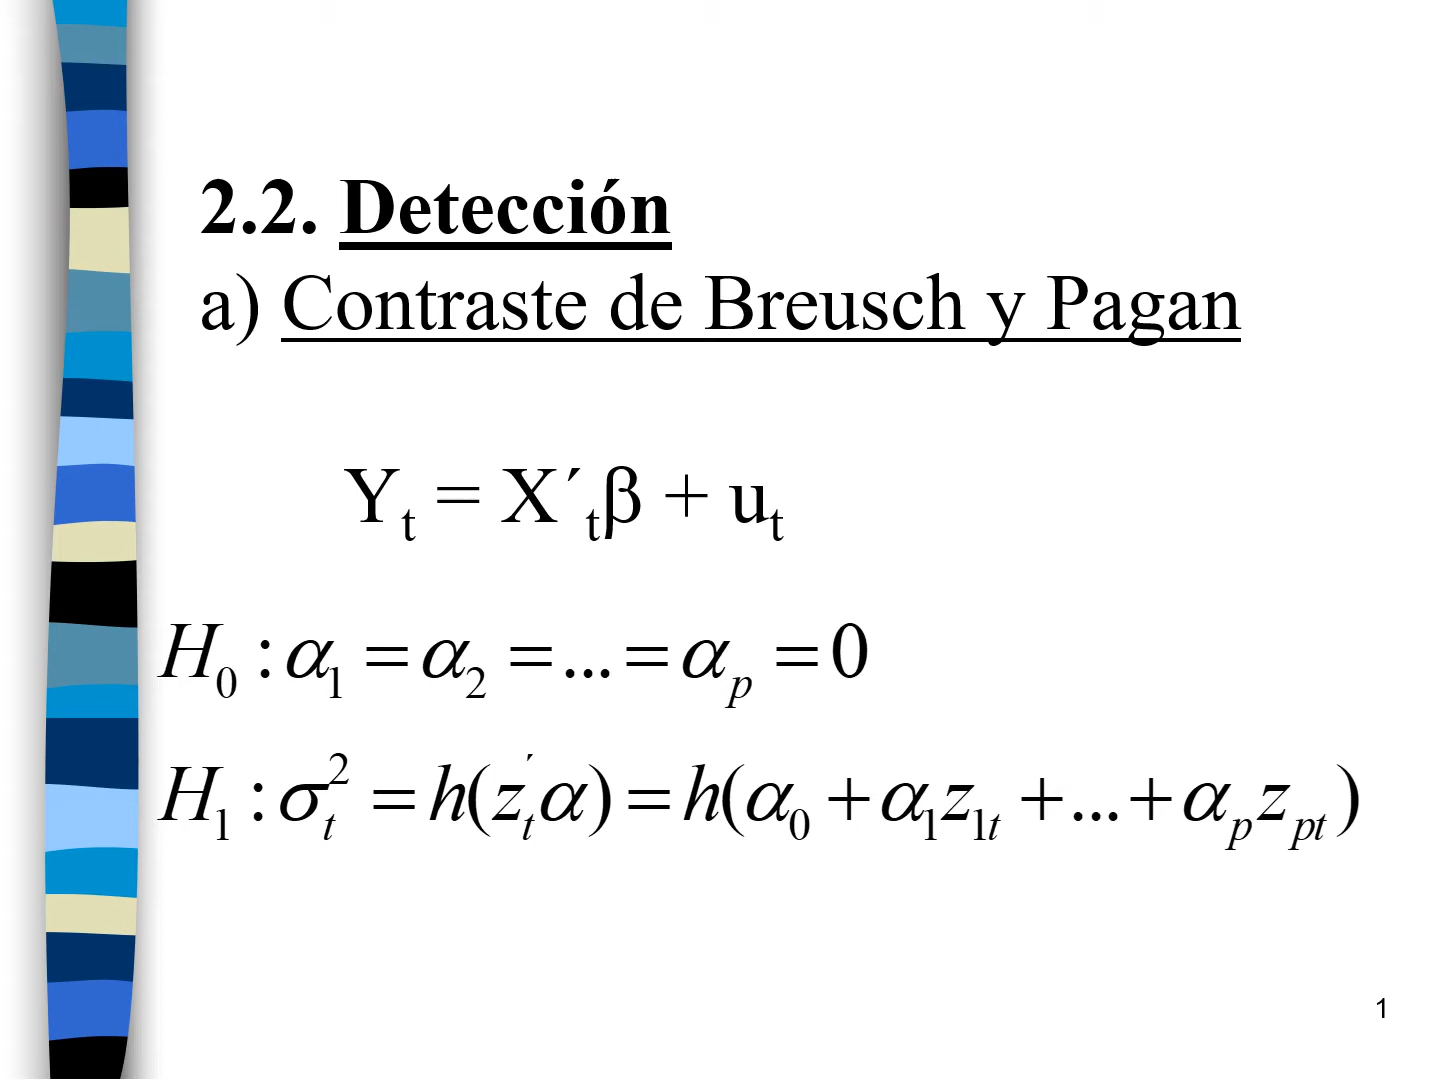 2.2. Detección
a) Contraste de Breusch y Pagan
Yₜ = X´ₜβ + uₜ
H₀ : α₁ = α₂ = ... = αₚ = 0
H₁ : σₜ² = h(zₜ′α) = h(α₀ + α₁z₁ₜ + ... + αₚzₚₜ)
1